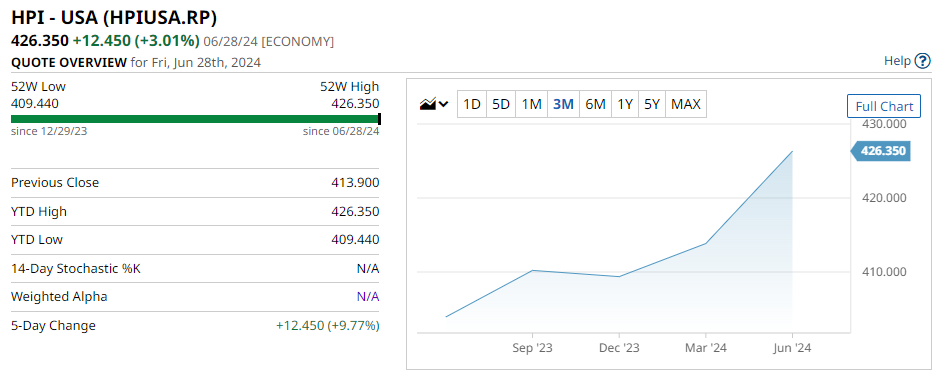 HPI - USA (HPIUSA.RP)
426.350 +12.450 (+3.01%) 06/28/24 [ECONOMY]
QUOTE OVERVIEW for Fri, Jun 28th, 2024
Help ?
52W Low 52W High
409.440 426.350
since 12/29/23 since 06/28/24
Previous Close 413.900
YTD High 426.350
YTD Low 409.440
14-Day Stochastic %K N/A
Weighted Alpha N/A
5-Day Change +12.450 (+9.77%)
1D 5D 1M 3M 6M 1Y 5Y MAX
Full Chart
430.000
426.350
420.000
410.000
Sep '23 Dec '23 Mar '24 Jun '24